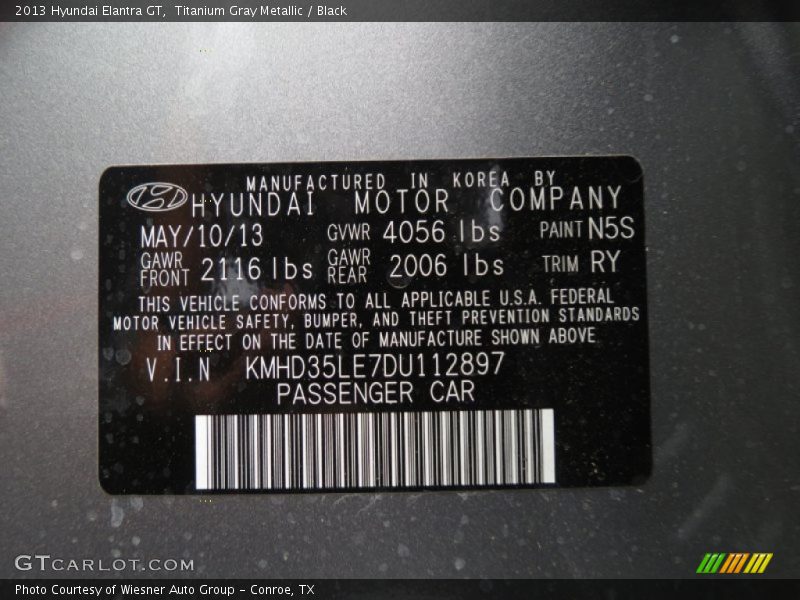 2013 Hyundai Elantra GT,  Titanium Gray Metallic / Black
MANUFACTURED IN KOREA BY
HYUNDAI MOTOR COMPANY
MAY/10/13 GVWR 4056 lbs PAINT N5S
GAWR FRONT 2116 lbs GAWR REAR 2006 lbs TRIM RY
THIS VEHICLE CONFORMS TO ALL APPLICABLE U.S.A. FEDERAL
MOTOR VEHICLE SAFETY, BUMPER, AND THEFT PREVENTION STANDARDS
IN EFFECT ON THE DATE OF MANUFACTURE SHOWN ABOVE
V.I.N KMHD35LE7DU112897
PASSENGER CAR
GTCARLOT.COM
Photo Courtesy of Wiesner Auto Group - Conroe, TX